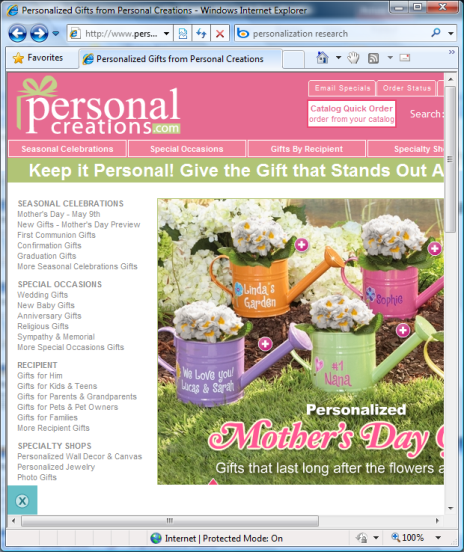 Personalized Gifts from Personal Creations - Windows Internet Explorer
http://www.pers...
personalization research
Favorites
Personalized Gifts from Personal Creations
personal
creations.com
Email Specials
Order Status
Catalog Quick Order
order from your catalog
Search:
Seasonal Celebrations
Special Occasions
Gifts By Recipient
Specialty Sh
Keep it Personal! Give the Gift that Stands Out A
SEASONAL CELEBRATIONS
Mother's Day - May 9th
New Gifts - Mother's Day Preview
First Communion Gifts
Confirmation Gifts
Graduation Gifts
More Seasonal Celebrations Gifts
SPECIAL OCCASIONS
Wedding Gifts
New Baby Gifts
Anniversary Gifts
Religious Gifts
Sympathy & Memorial
More Special Occasions Gifts
RECIPIENT
Gifts for Him
Gifts for Kids & Teens
Gifts for Parents & Grandparents
Gifts for Pets & Pet Owners
Gifts for Families
More Recipient Gifts
SPECIALTY SHOPS
Personalized Wall Decor & Canvas
Personalized Jewelry
Photo Gifts
Linda's
Garden
Sophie
We Love you!
Lucas & Sarah
#1
Nana
Personalized
Mother's Day G
Gifts that last long after the flowers a
Internet | Protected Mode: On
100%